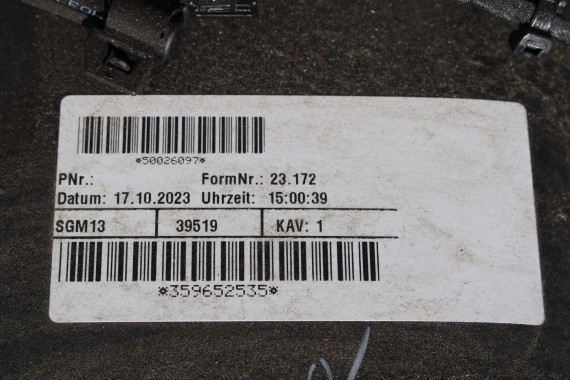 *50026097*
PNr.: FormNr.: 23.172
Datum: 17.10.2023 Uhrzeit: 15:00:39
SGM13 39519 KAV: 1
*359652535*